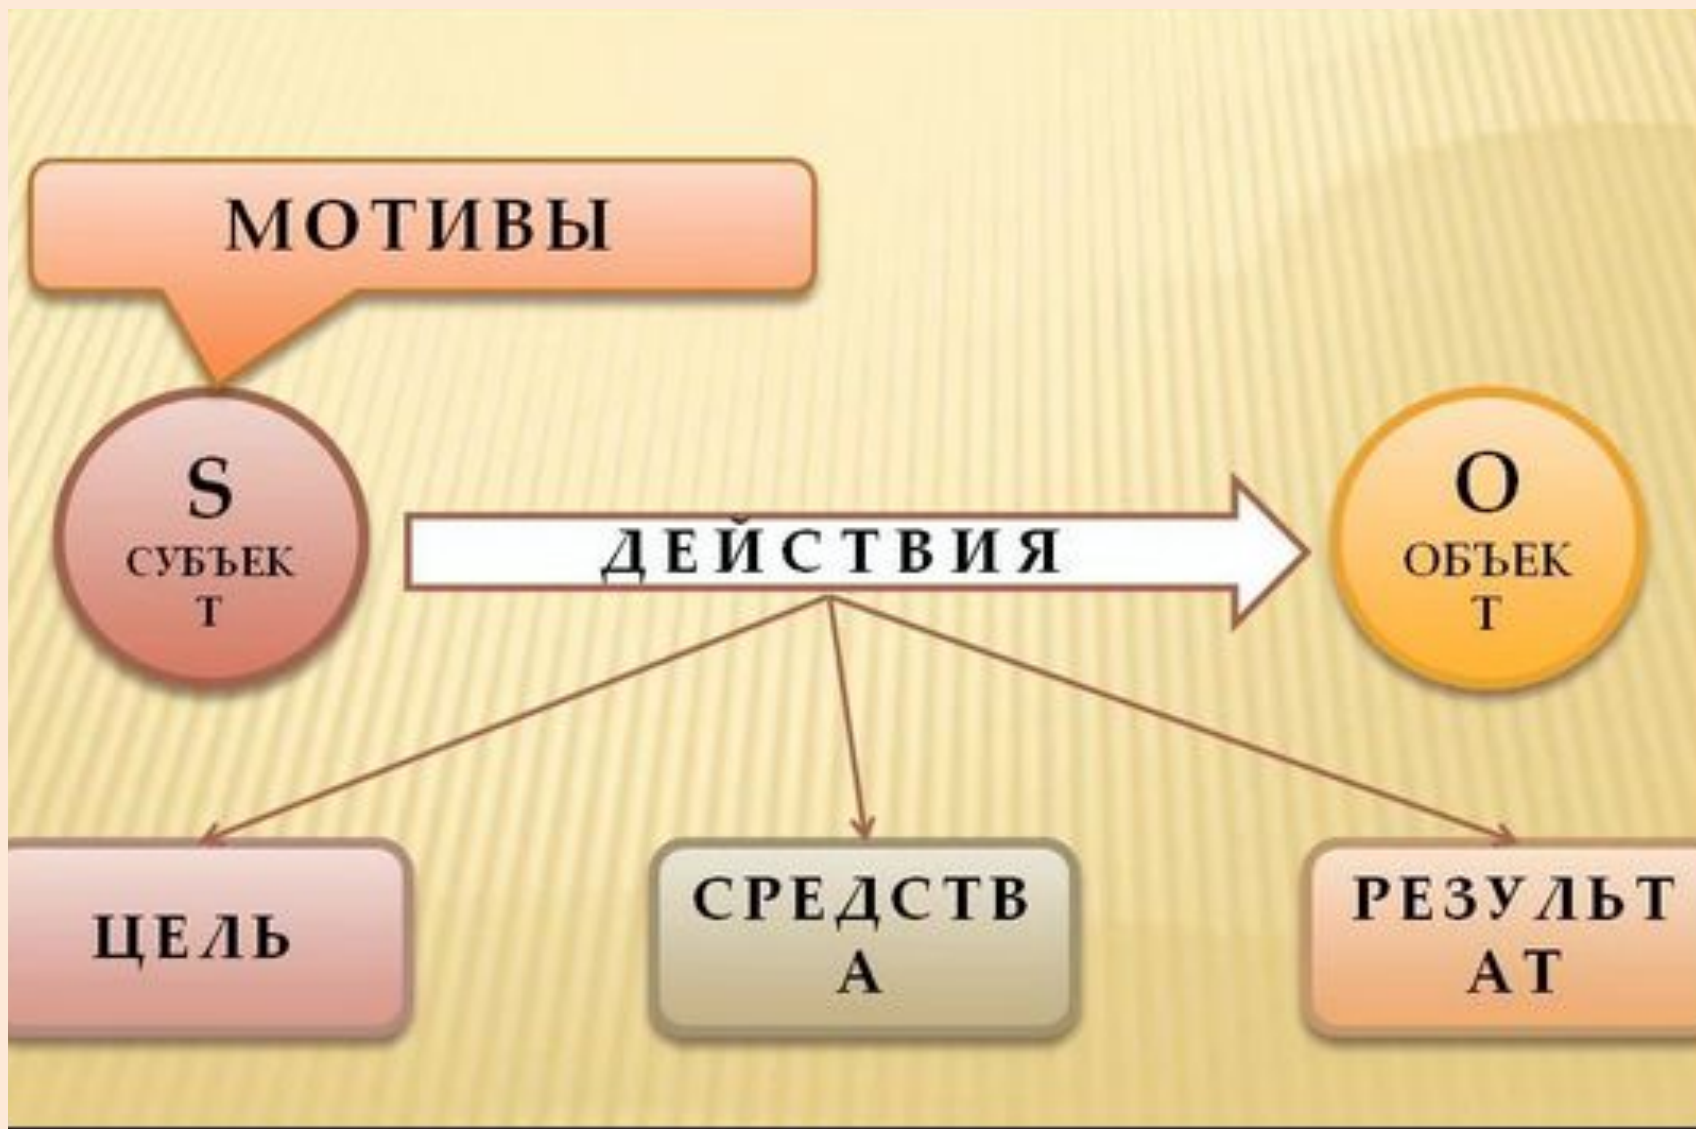 МОТИВЫ
S
СУБЪЕК
Т
ДЕЙСТВИЯ
О
ОБЪЕК
Т
ЦЕЛЬ
СРЕДСТВ
А
РЕЗУЛЬТ
АТ